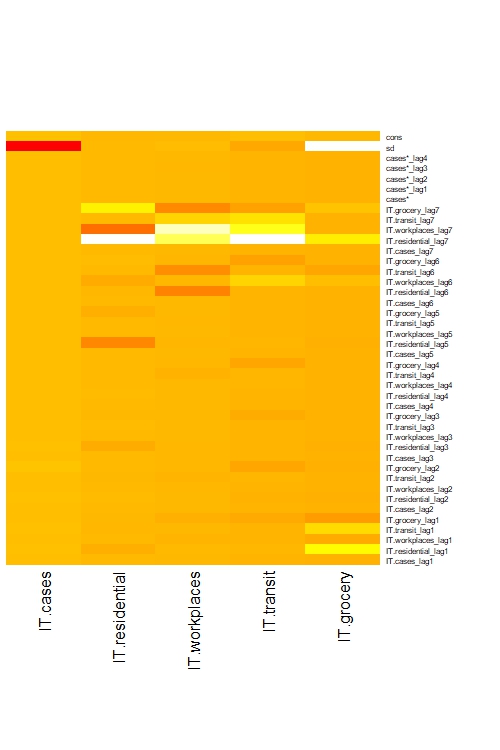 cons
sd
cases*_lag4
cases*_lag3
cases*_lag2
cases*_lag1
cases*
IT.grocery_lag7
IT.transit_lag7
IT.workplaces_lag7
IT.residential_lag7
IT.cases_lag7
IT.grocery_lag6
IT.transit_lag6
IT.workplaces_lag6
IT.residential_lag6
IT.cases_lag6
IT.grocery_lag5
IT.transit_lag5
IT.workplaces_lag5
IT.residential_lag5
IT.cases_lag5
IT.grocery_lag4
IT.transit_lag4
IT.workplaces_lag4
IT.residential_lag4
IT.cases_lag4
IT.grocery_lag3
IT.transit_lag3
IT.workplaces_lag3
IT.residential_lag3
IT.cases_lag3
IT.grocery_lag2
IT.transit_lag2
IT.workplaces_lag2
IT.residential_lag2
IT.cases_lag2
IT.grocery_lag1
IT.transit_lag1
IT.workplaces_lag1
IT.residential_lag1
IT.cases_lag1
IT.cases
IT.residential
IT.workplaces
IT.transit
IT.grocery